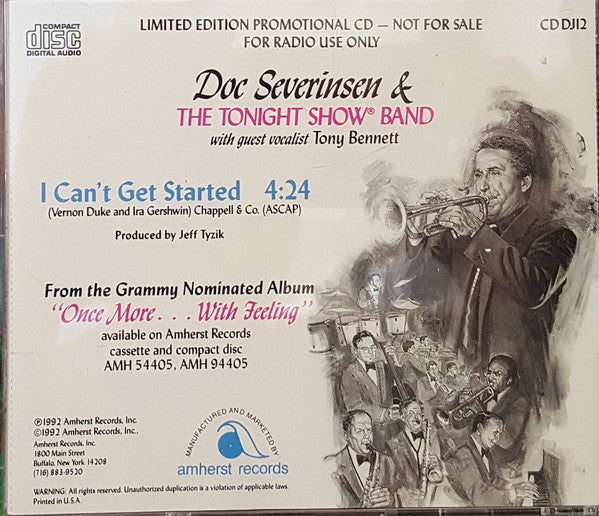 COMPACT
disc
DIGITAL AUDIO
LIMITED EDITION PROMOTIONAL CD — NOT FOR SALE
FOR RADIO USE ONLY
CD DJ12
Doc Severinsen &
THE TONIGHT SHOW® BAND
with guest vocalist Tony Bennett
I Can't Get Started 4:24
(Vernon Duke and Ira Gershwin) Chappell & Co. (ASCAP)
Produced by Jeff Tyzik
From the Grammy Nominated Album
"Once More . . . With Feeling"
available on Amherst Records
cassette and compact disc
AMH 54405, AMH 94405
℗1992 Amherst Records, Inc.
©1992 Amherst Records, Inc.
Amherst Records, Inc.
1800 Main Street
Buffalo, New York 14208
(716) 883-9520
MANUFACTURED AND MARKETED BY
amherst records
WARNING: All rights reserved. Unauthorized duplication is a violation of applicable laws.
Printed in U.S.A.